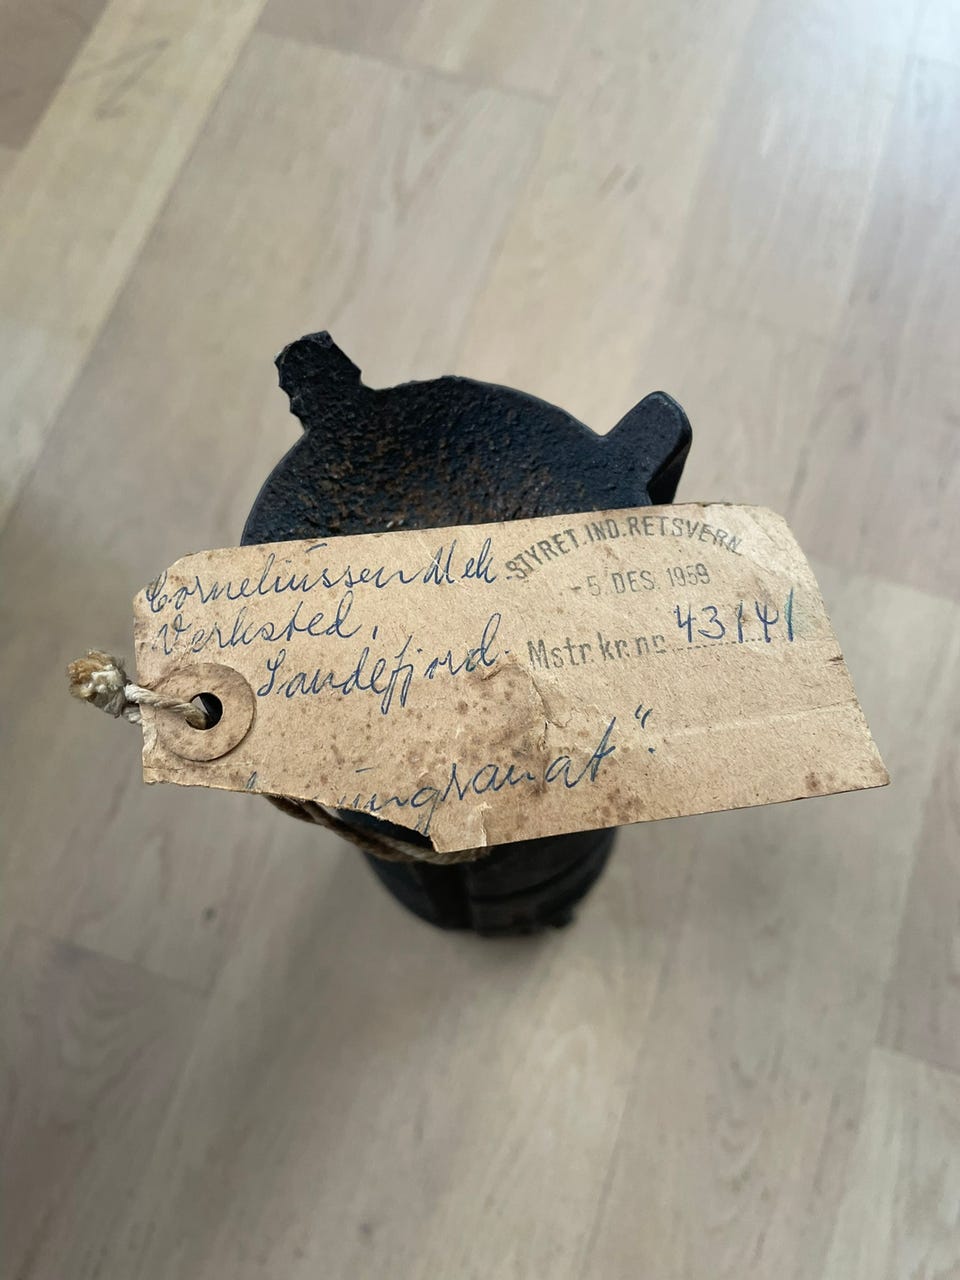 Corneliussen Mek.
Verksted,
Sandefjord.
STYRET. IND. RETSVERN.
-5. DES. 1959
Mstr. kr. nr. 43141